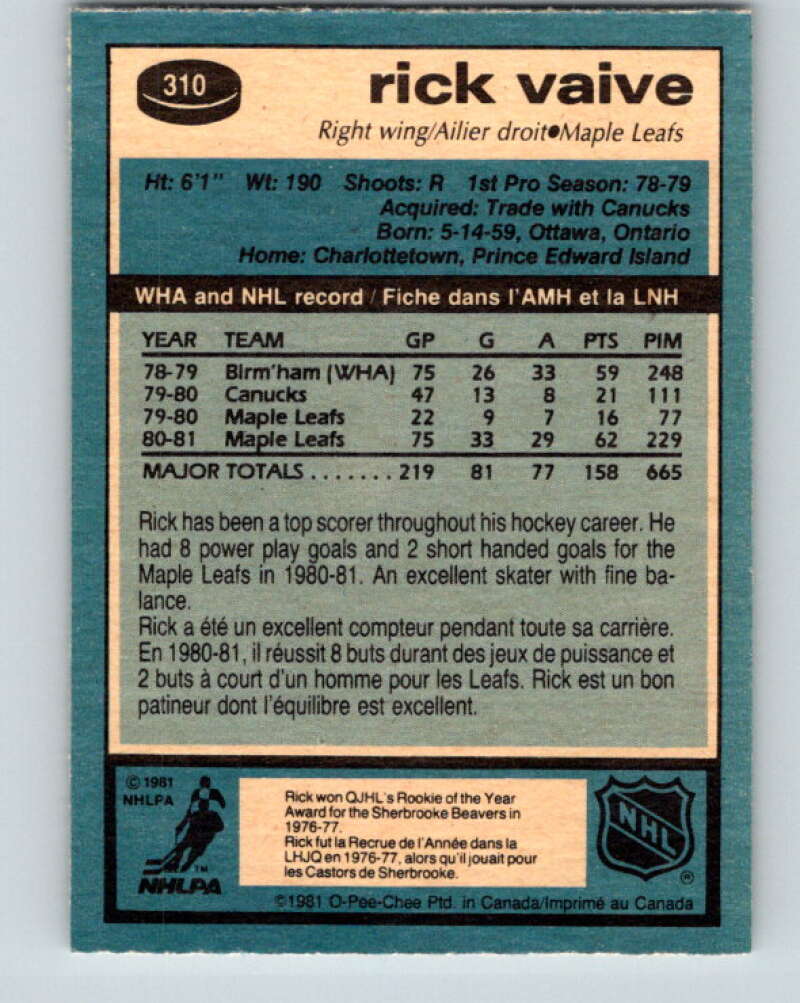 310
rick vaive
Right wing/Ailier droit●Maple Leafs
Ht: 6'1" Wt: 190 Shoots: R 1st Pro Season: 78-79
Acquired: Trade with Canucks
Born: 5-14-59, Ottawa, Ontario
Home: Charlottetown, Prince Edward Island
WHA and NHL record / Fiche dans l'AMH et la LNH
YEAR TEAM GP G A PTS PIM
78-79 Birm'ham (WHA) 75 26 33 59 248
79-80 Canucks 47 13 8 21 111
79-80 Maple Leafs 22 9 7 16 77
80-81 Maple Leafs 75 33 29 62 229
MAJOR TOTALS ....... 219 81 77 158 665
Rick has been a top scorer throughout his hockey career. He
had 8 power play goals and 2 short handed goals for the
Maple Leafs in 1980-81. An excellent skater with fine ba-
lance.
Rick a été un excellent compteur pendant toute sa carrière.
En 1980-81, il réussit 8 buts durant des jeux de puissance et
2 buts à court d'un homme pour les Leafs. Rick est un bon
patineur dont l'équilibre est excellent.
© 1981
NHLPA
TM
NHLPA
Rick won QJHL's Rookie of the Year
Award for the Sherbrooke Beavers in
1976-77.
Rick fut la Recrue de l'Année dans la
LHJQ en 1976-77, alors qu'il jouait pour
les Castors de Sherbrooke.
NHL
®
©1981 O-Pee-Chee Ptd. in Canada/Imprimé au Canada